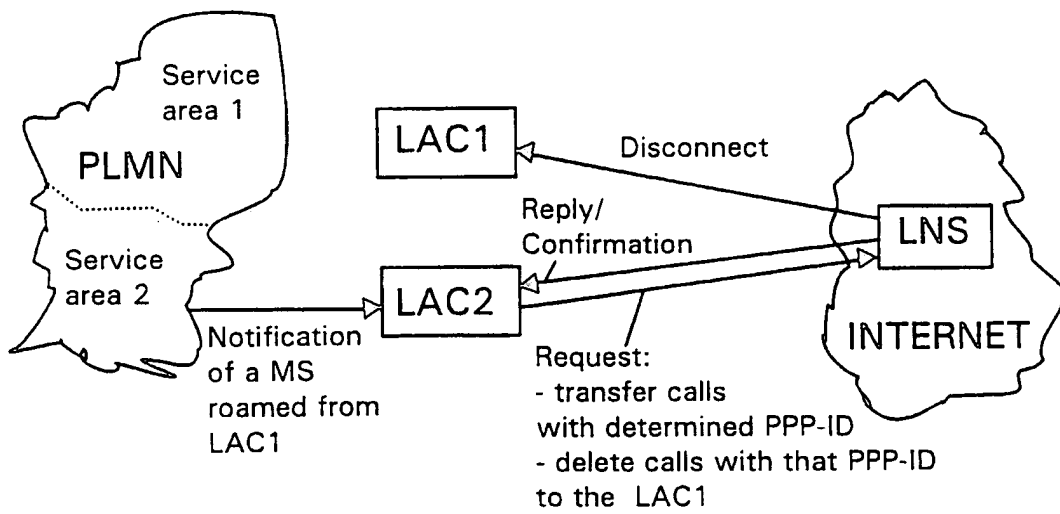 Service
area 1
PLMN
Service
area 2
LAC1
Disconnect
Reply/
Confirmation
LNS
LAC2
INTERNET
Notification
of a MS
roamed from
LAC1
Request:
- transfer calls
with determined PPP-ID
- delete calls with that PPP-ID
to the LAC1